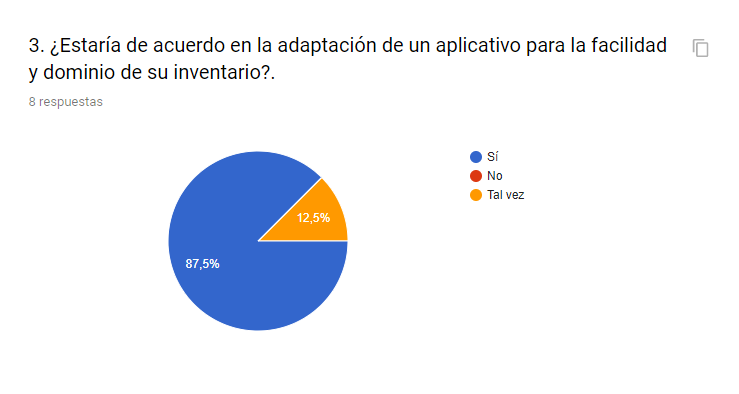 3. ¿Estaría de acuerdo en la adaptación de un aplicativo para la facilidad
y dominio de su inventario?.
8 respuestas
Sí
No
Tal vez
12,5%
87,5%